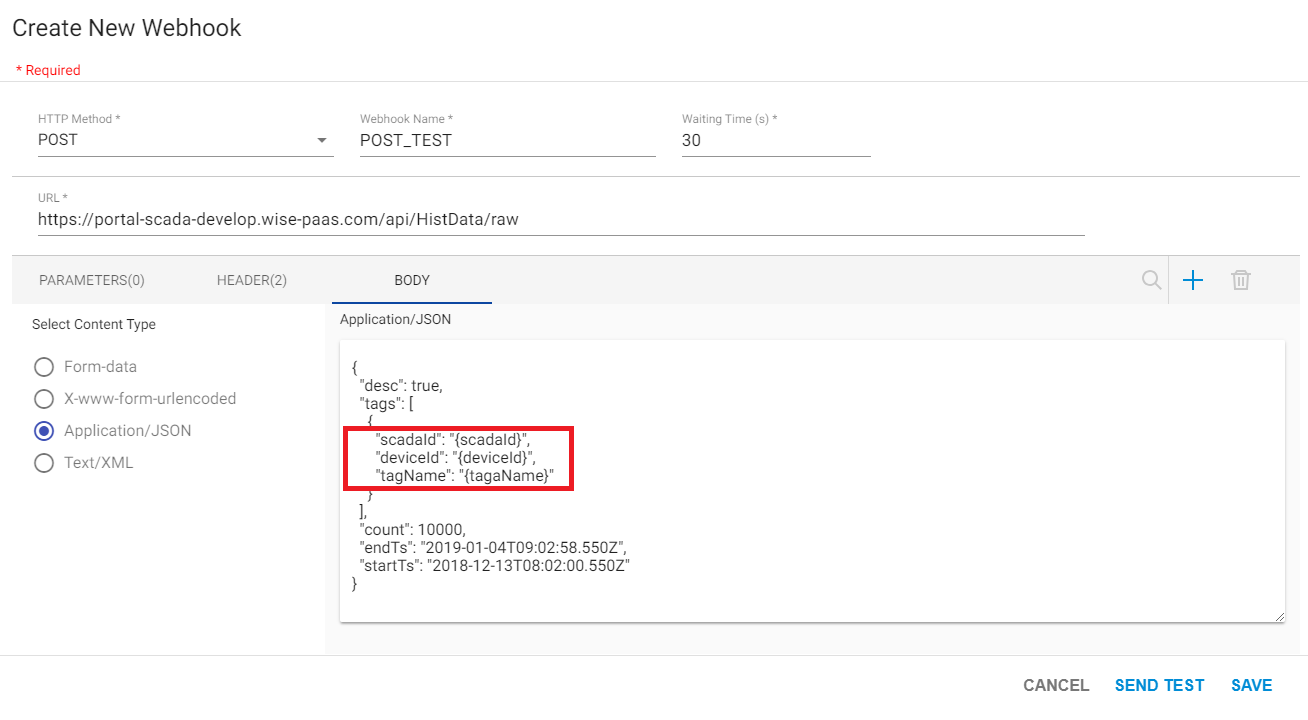 Create New Webhook
* Required
HTTP Method *
POST
Webhook Name *
POST_TEST
Waiting Time (s) *
30
URL *
https://portal-scada-develop.wise-paas.com/api/HistData/raw
PARAMETERS(0) HEADER(2) BODY
Select Content Type
Form-data
X-www-form-urlencoded
Application/JSON
Text/XML
Application/JSON
{
"desc": true,
"tags": [
{
"scadaId": "{scadaId}",
"deviceId": "{deviceId}",
"tagName": "{tagaName}"
}
],
"count": 10000,
"endTs": "2019-01-04T09:02:58.550Z",
"startTs": "2018-12-13T08:02:00.550Z"
}
CANCEL SEND TEST SAVE